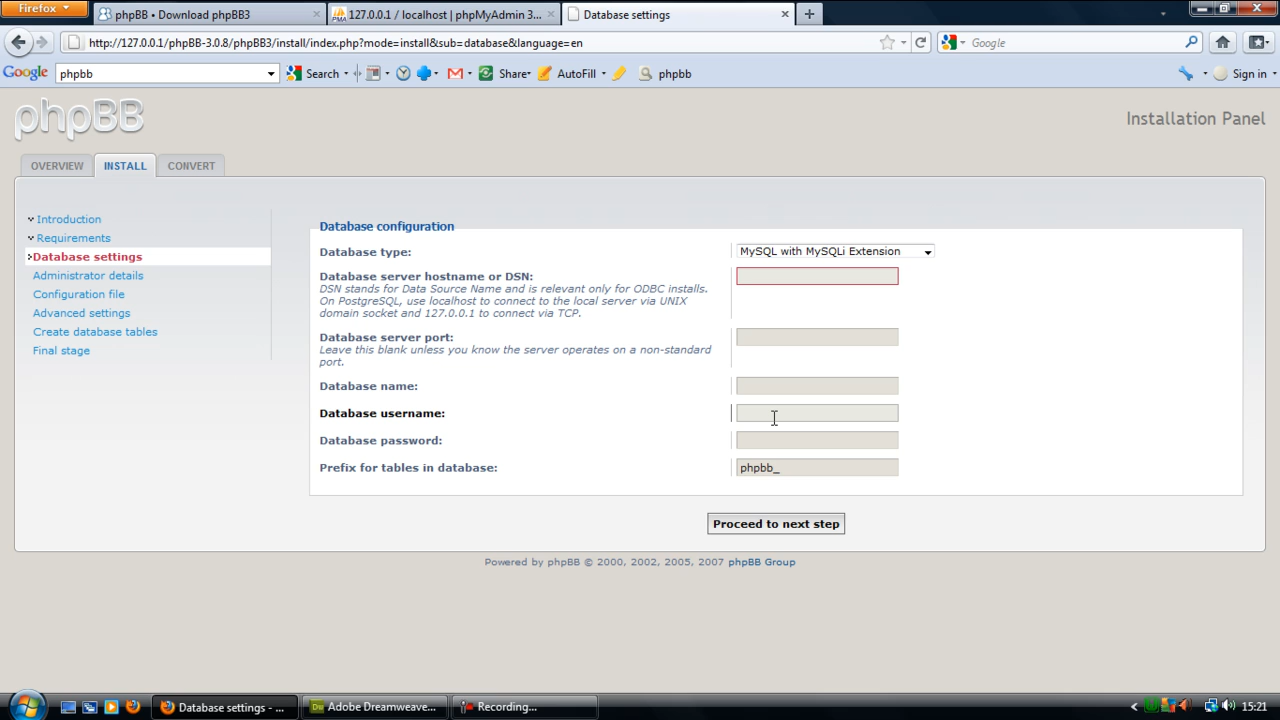 Firefox
phpBB • Download phpBB3
127.0.0.1 / localhost | phpMyAdmin 3...
Database settings
http://127.0.0.1/phpBB-3.0.8/phpBB3/install/index.php?mode=install&sub=database&language=en
Google
Google
phpbb
Search
Share
AutoFill
phpbb
Sign in
phpBB
Installation Panel
OVERVIEW
INSTALL
CONVERT
Introduction
Requirements
Database settings
Administrator details
Configuration file
Advanced settings
Create database tables
Final stage
Database configuration
Database type:
MySQL with MySQLi Extension
Database server hostname or DSN:
DSN stands for Data Source Name and is relevant only for ODBC installs.
On PostgreSQL, use localhost to connect to the local server via UNIX
domain socket and 127.0.0.1 to connect via TCP.
Database server port:
Leave this blank unless you know the server operates on a non-standard
port.
Database name:
Database username:
Database password:
Prefix for tables in database:
phpbb_
Proceed to next step
Powered by phpBB © 2000, 2002, 2005, 2007 phpBB Group
Database settings - ...
Adobe Dreamweave...
Recording...
15:21